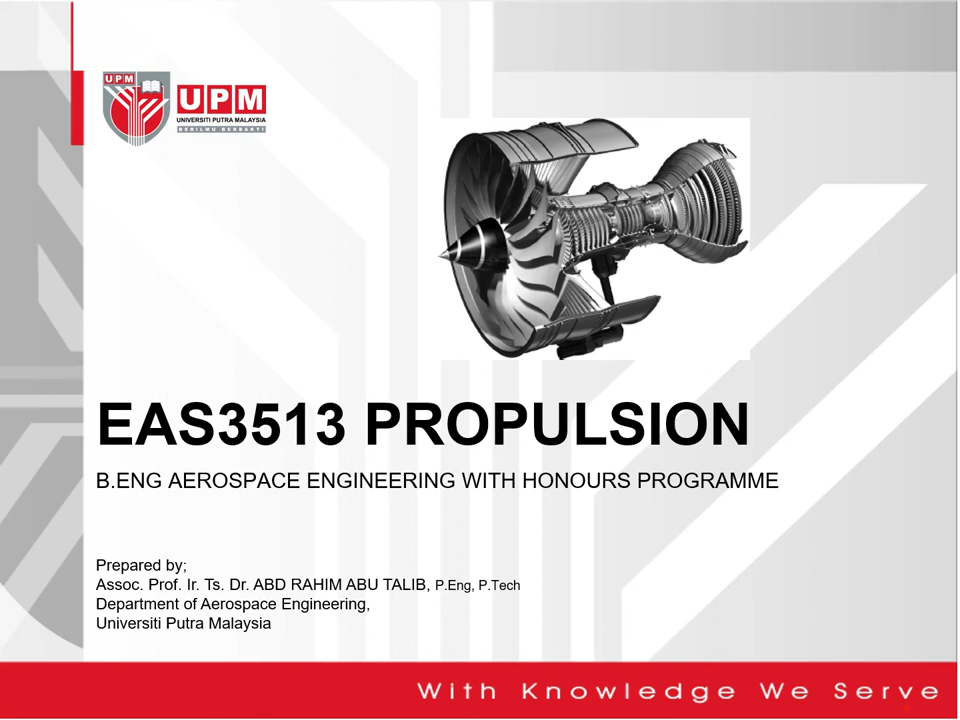 UPM
UPM
UNIVERSITI PUTRA MALAYSIA
BERILMU BERBAKTI
EAS3513 PROPULSION
B.ENG AEROSPACE ENGINEERING WITH HONOURS PROGRAMME
Prepared by;
Assoc. Prof. Ir. Ts. Dr. ABD RAHIM ABU TALIB, P.Eng, P.Tech
Department of Aerospace Engineering,
Universiti Putra Malaysia
With Knowledge We Serve